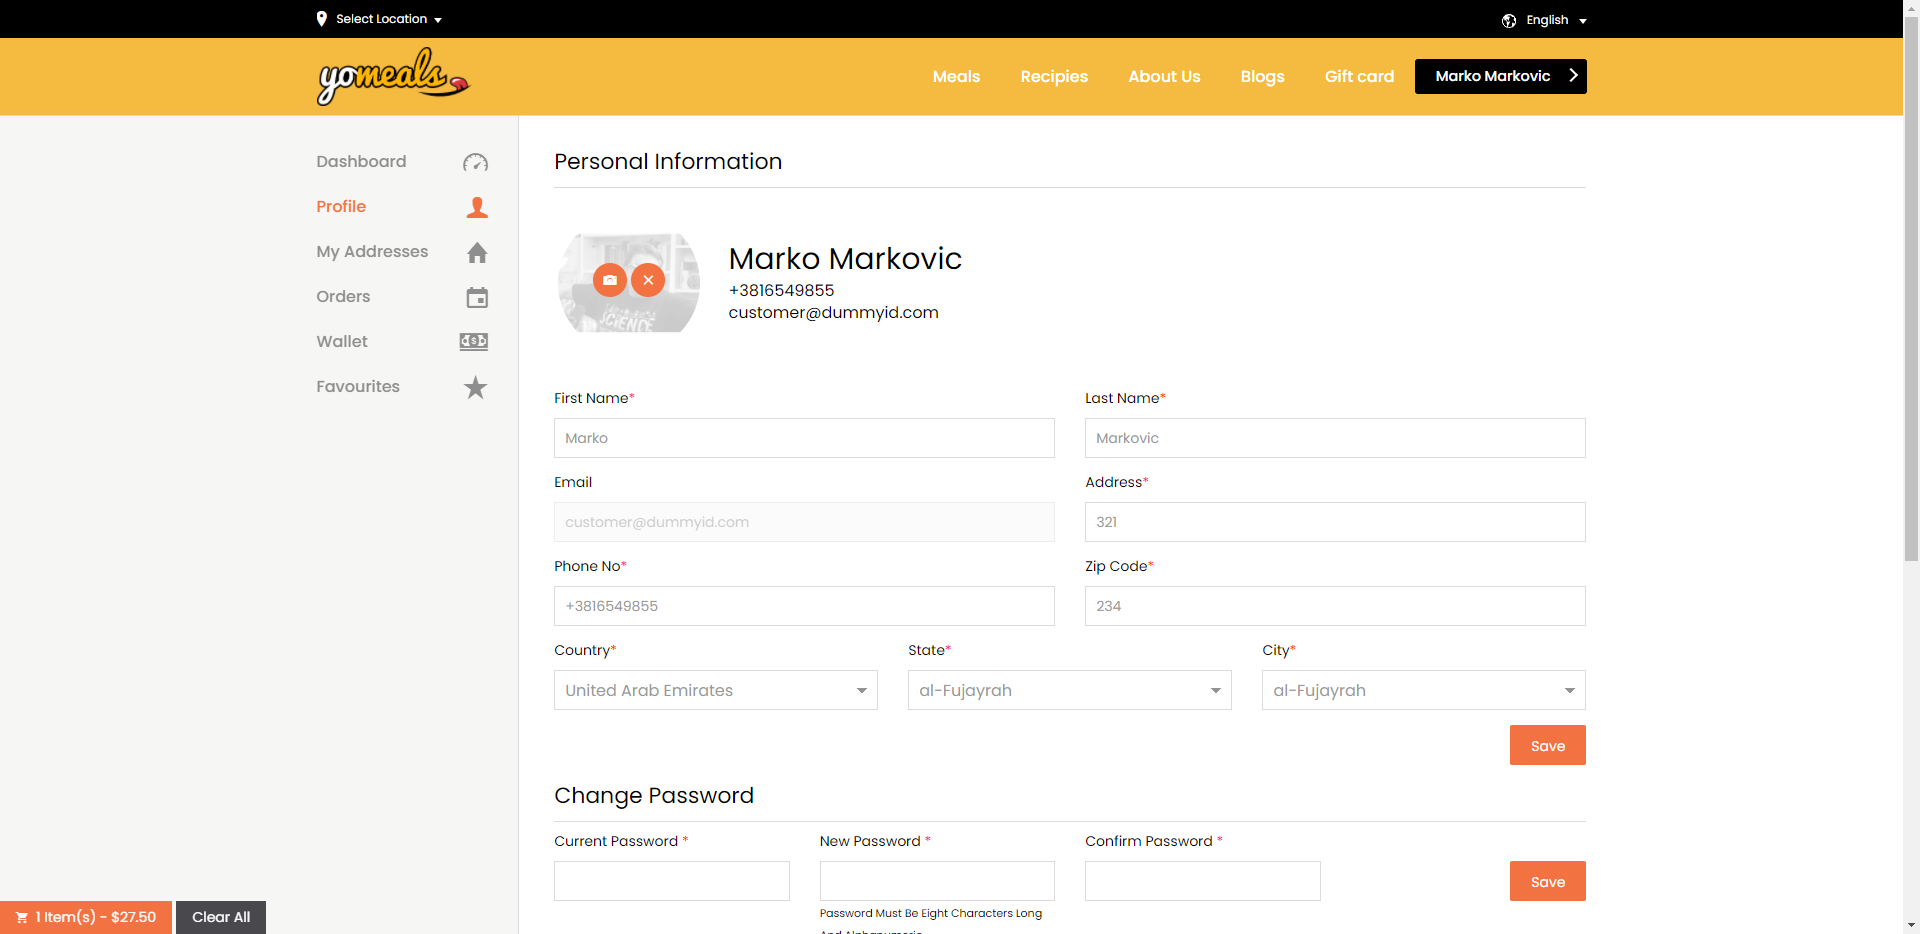 Select Location
English
yomeals
Meals
Recipies
About Us
Blogs
Gift card
Marko Markovic
Dashboard
Profile
My Addresses
Orders
Wallet
Favourites
Personal Information
SCIENCE
Marko Markovic
+3816549855
customer@dummyid.com
First Name*
Last Name*
Marko
Markovic
Email
Address*
customer@dummyid.com
321
Phone No*
Zip Code*
+3816549855
234
Country*
State*
City*
United Arab Emirates
al-Fujayrah
al-Fujayrah
Save
Change Password
Current Password *
New Password *
Confirm Password *
Save
Password Must Be Eight Characters Long
And Alphanumeric
1 Item(s) - $27.50
Clear All